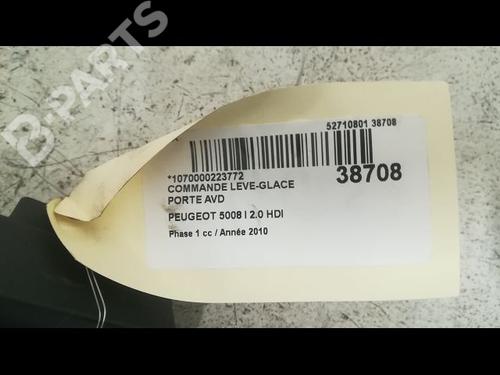 B-PARTS
52710801 38708
*1070000223772
38708
COMMANDE LEVE-GLACE
PORTE AVD
PEUGEOT 5008 I 2.0 HDI
Phase 1 cc / Année 2010